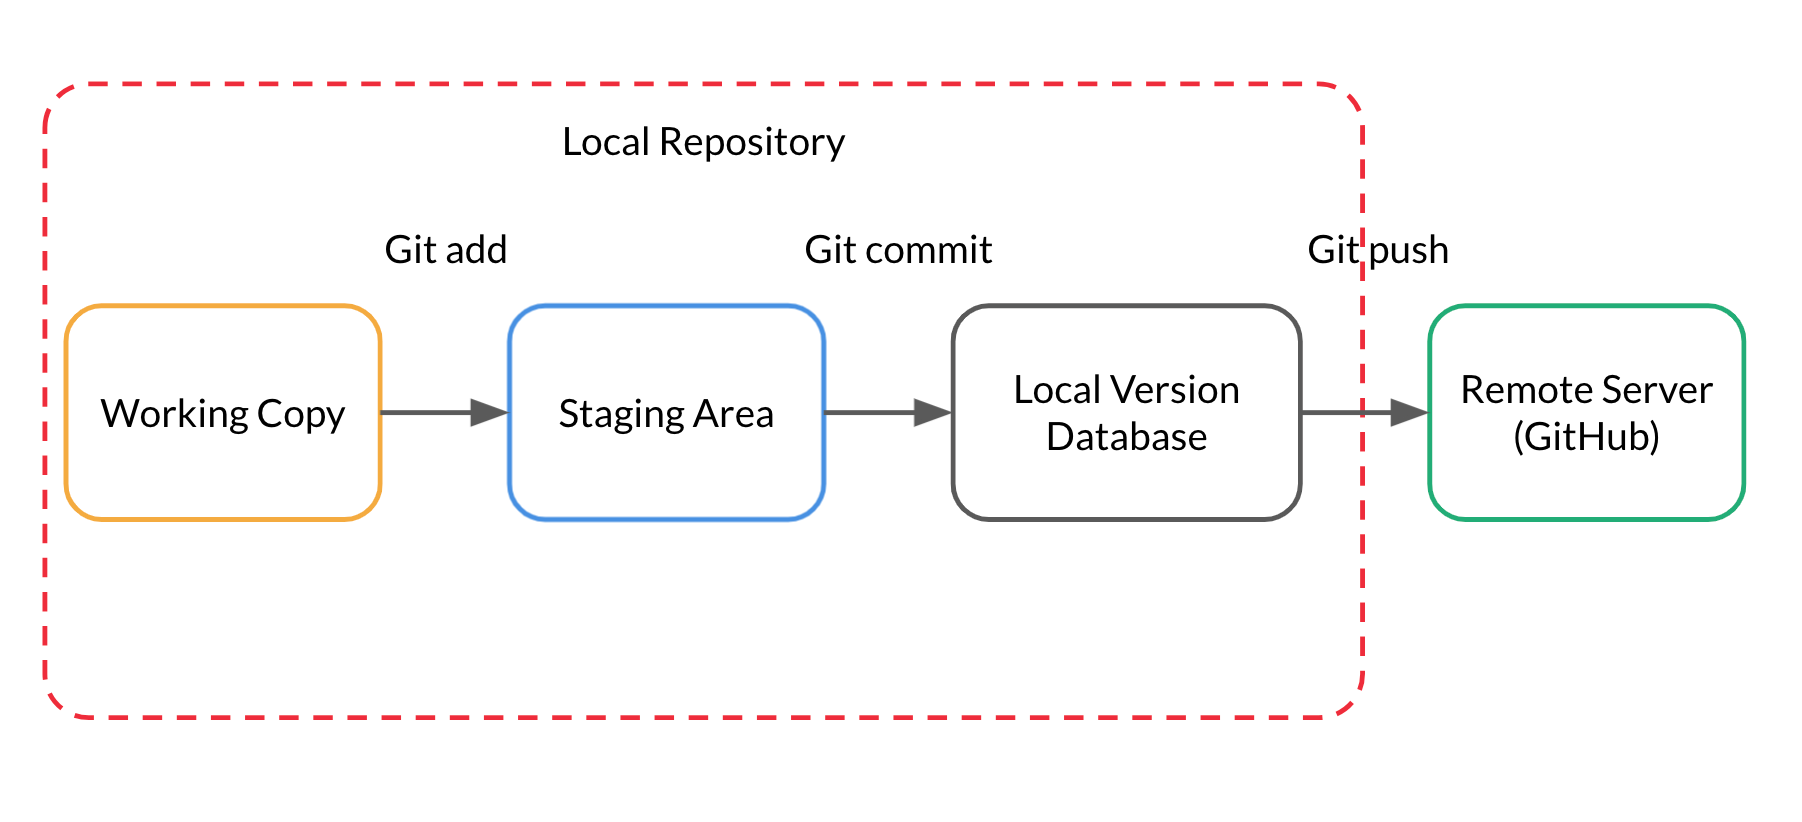 Local Repository
Git add
Git commit
Git push
Working Copy
Staging Area
Local Version
Database
Remote Server
(GitHub)